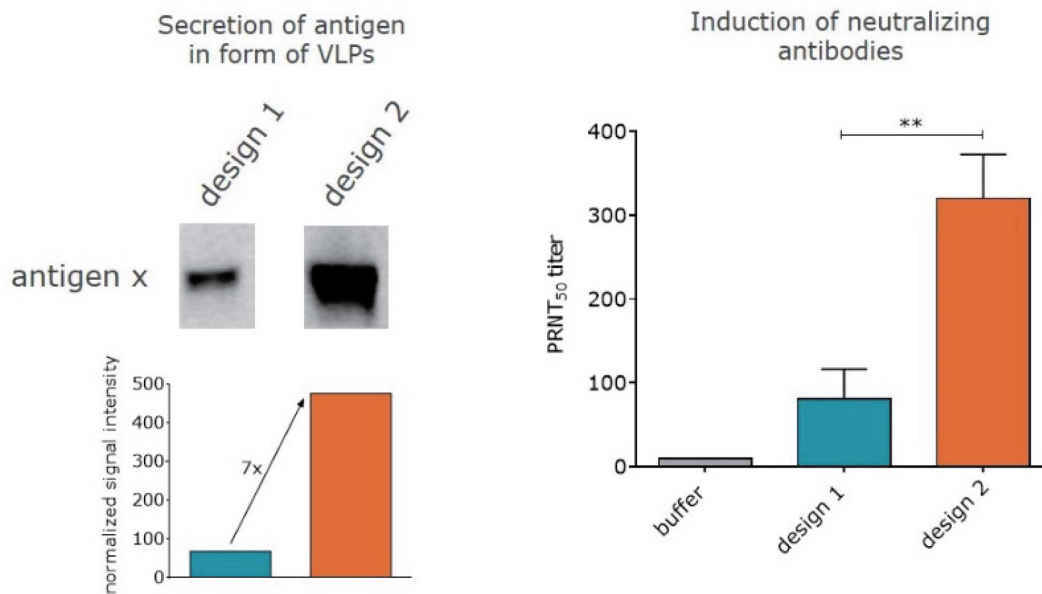 Secretion of antigen
in form of VLPs
design 1
design 2
antigen x
normalized signal intensity
500
400
300
200
100
0
7x
Induction of neutralizing
antibodies
PRNT50 titer
400
300
200
100
0
**
buffer
design 1
design 2